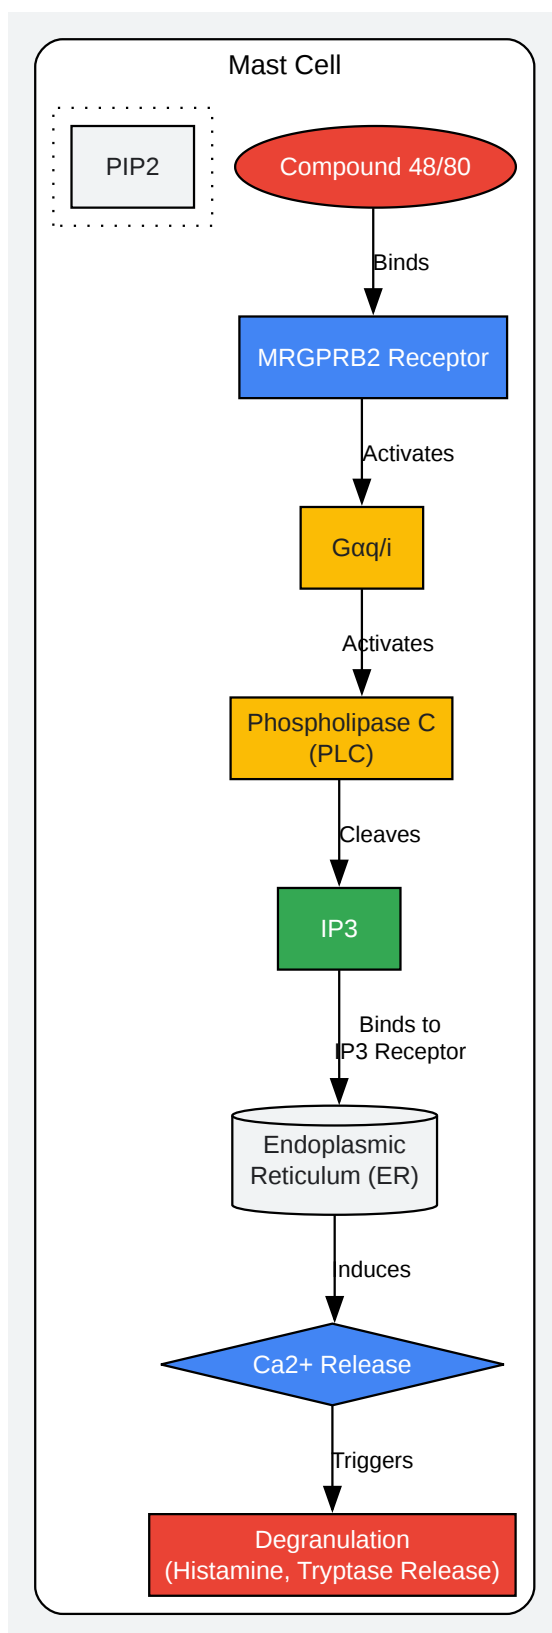 Mast Cell
PIP2
Compound 48/80
Binds
MRGPRB2 Receptor
Activates
Gαq/i
Activates
Phospholipase C
(PLC)
Cleaves
IP3
Binds to
IP3 Receptor
Endoplasmic
Reticulum (ER)
Induces
Ca2+ Release
Triggers
Degranulation
(Histamine, Tryptase Release)